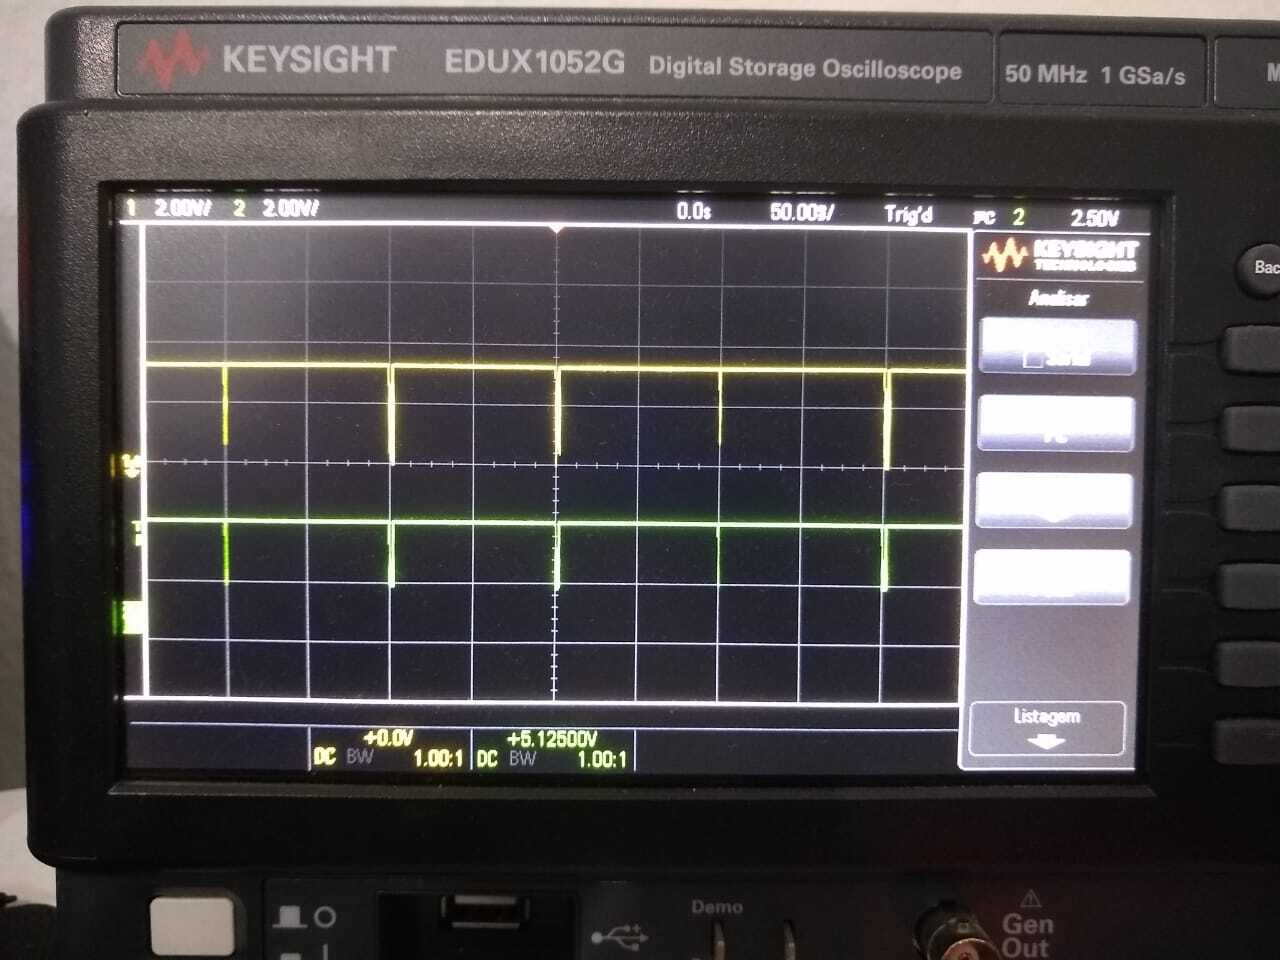 KEYSIGHT EDUX1052G Digital Storage Oscilloscope 50 MHz 1 GSa/s M
1 2.00V/ 2 2.00V/ 0.0s 50.00s/ Trig'd 2 2.50V
KEYSIGHT
TECHNOLOGIES
Analisar
Bac
Serial
Listagem
+0.0V +5.12500V
DC BW 1.00:1 DC BW 1.00:1
Demo
Gen
Out